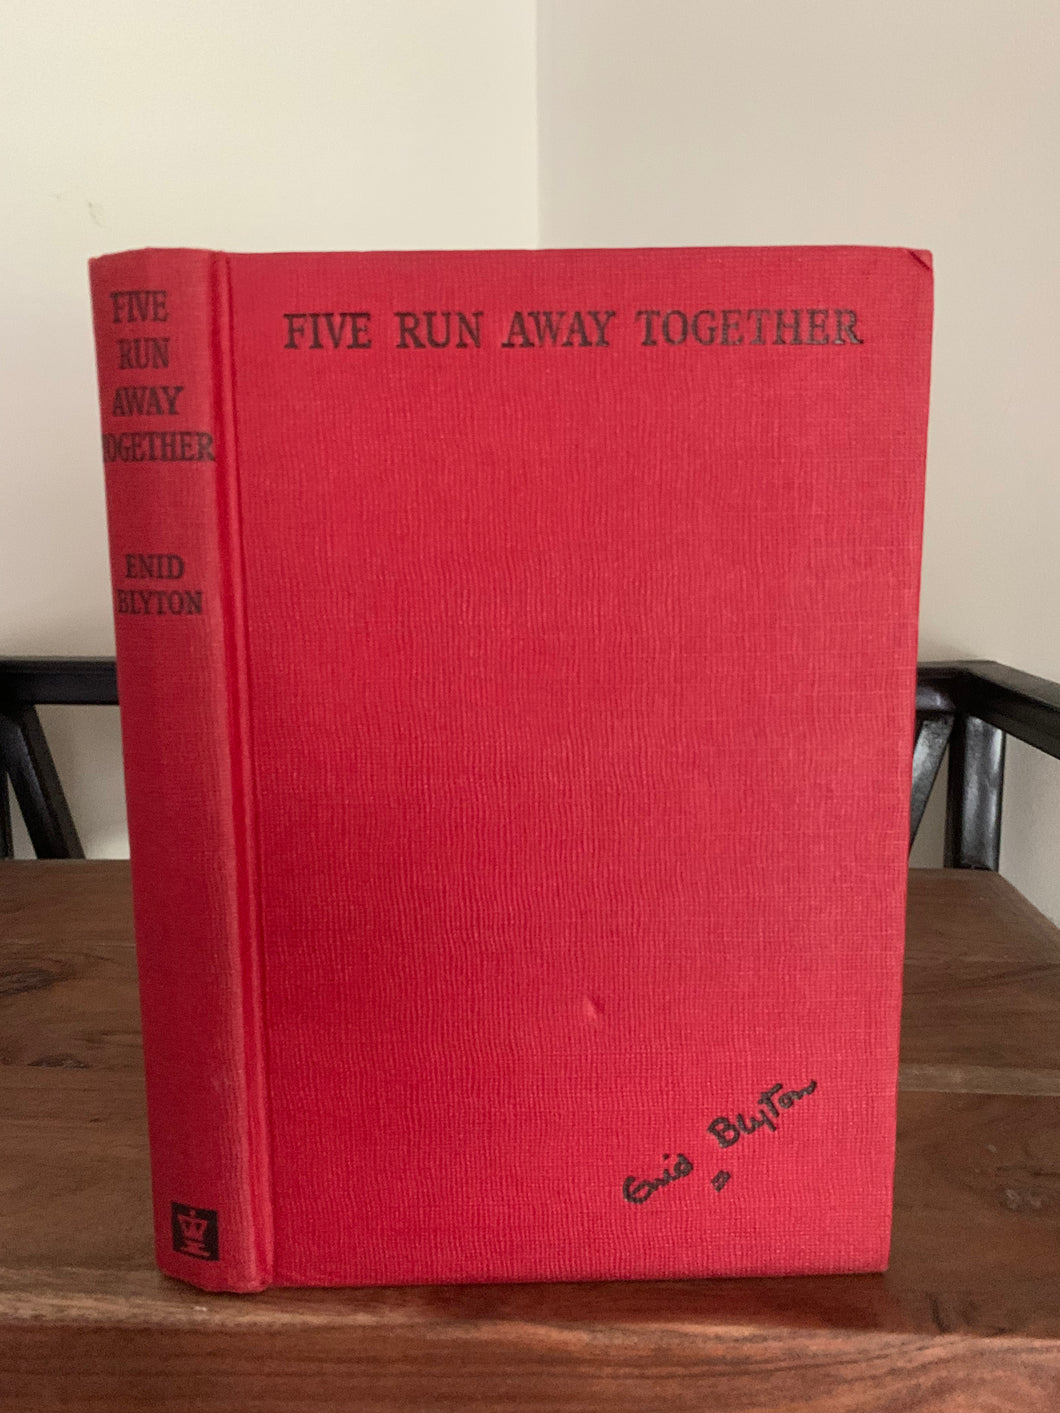 FIVE
RUN
AWAY
TOGETHER
ENID
BLYTON
FIVE RUN AWAY TOGETHER
Enid Blyton